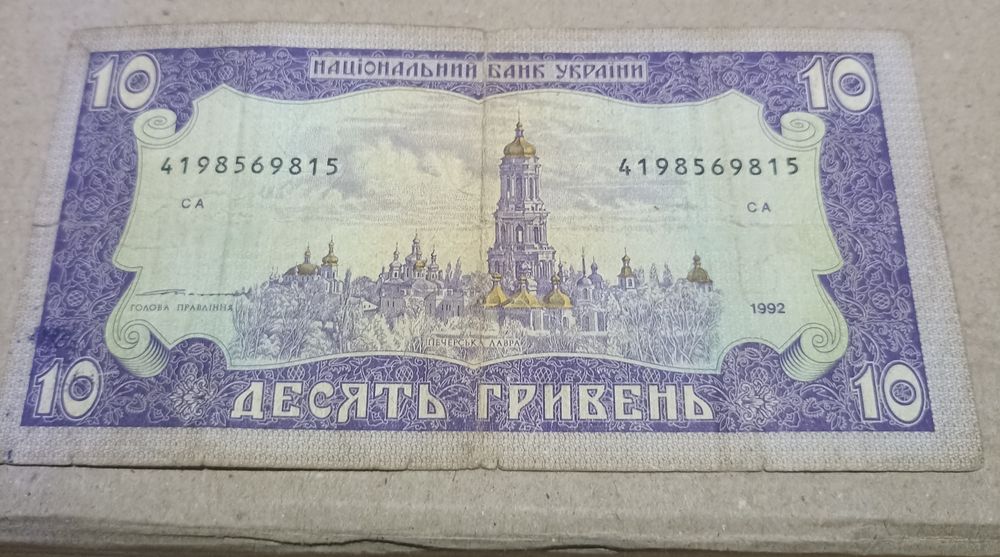 10 НАЦІОНАЛЬНИЙ БАНК УКРАЇНИ 10
4198569815 4198569815
СА СА
ГОЛОВА ПРАВЛІННЯ 1992
ПЕЧЕРСЬКА ЛАВРА
10 ДЕСЯТЬ ГРИВЕНЬ 10